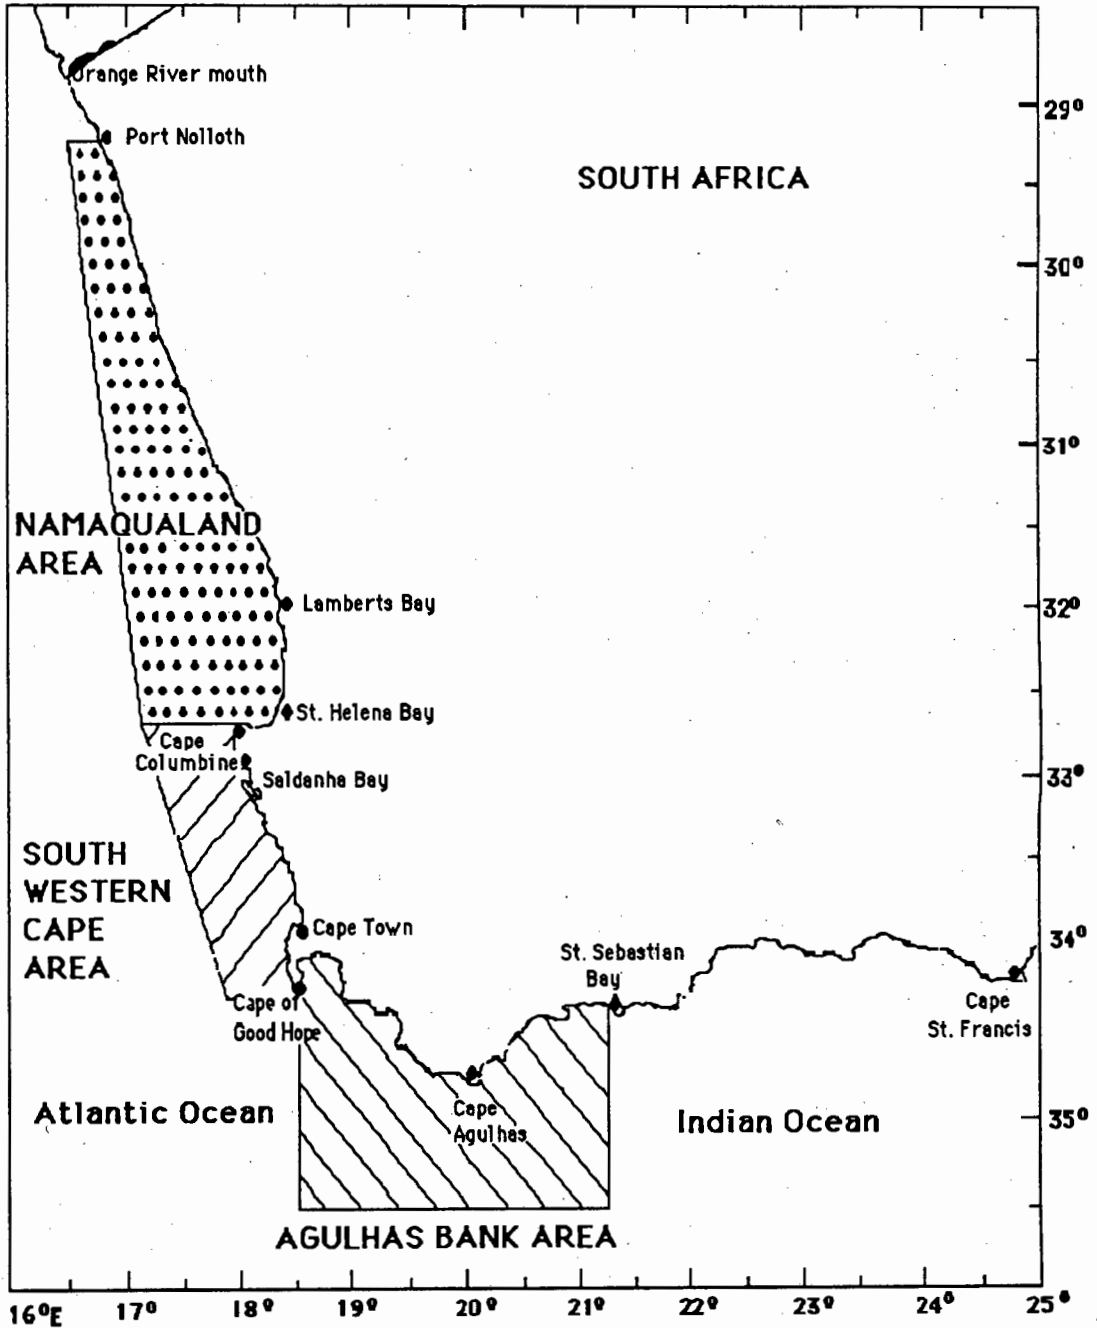 Orange River mouth
29°
Port Nolloth
SOUTH AFRICA
30°
31°
NAMAQUALAND
AREA
Lamberts Bay
32°
St. Helena Bay
Cape
Columbine
Saldanha Bay
33°
SOUTH
WESTERN
CAPE
AREA
Cape Town
34°
St. Sebastian
Bay
Cape of
Good Hope
Cape
St. Francis
Atlantic Ocean
Cape
Agulhas
Indian Ocean
35°
AGULHAS BANK AREA
16°E 17° 18° 19° 20° 21° 22° 23° 24° 25°